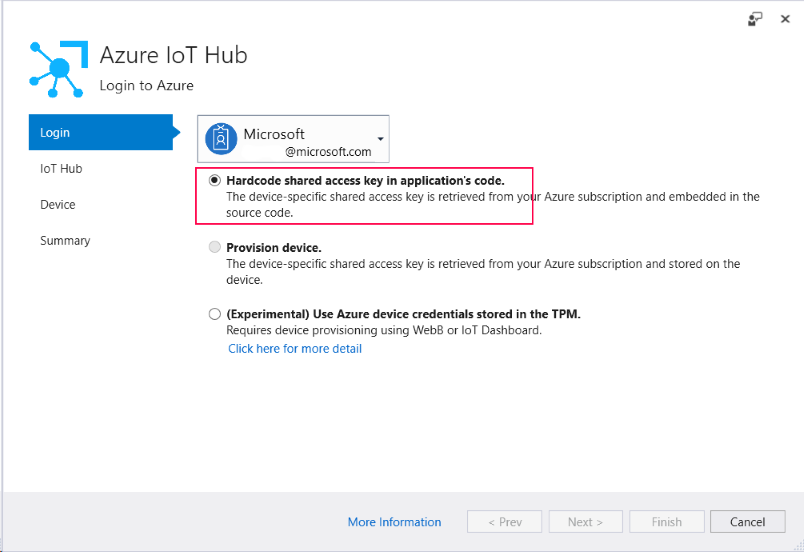 Azure IoT Hub
Login to Azure
Login
IoT Hub
Device
Summary
Microsoft
@microsoft.com
Hardcode shared access key in application's code.
The device-specific shared access key is retrieved from your Azure subscription and embedded in the
source code.
Provision device.
The device-specific shared access key is retrieved from your Azure subscription and stored on the
device.
(Experimental) Use Azure device credentials stored in the TPM.
Requires device provisioning using WebB or IoT Dashboard.
Click here for more detail
More Information
< Prev
Next >
Finish
Cancel